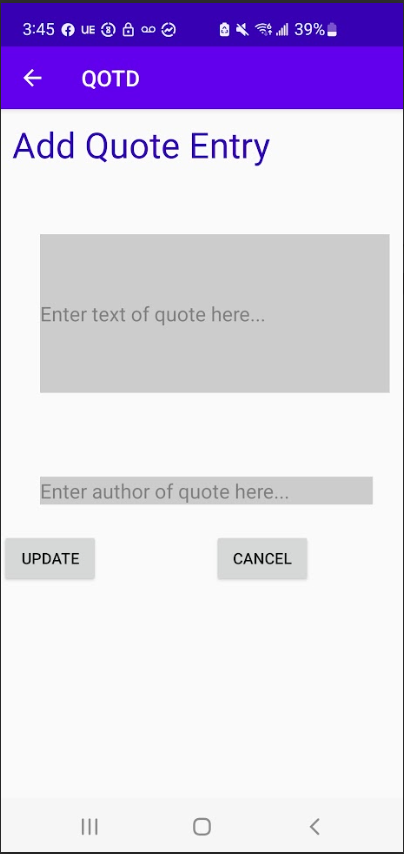 3:45 UE 39%
QOTD
Add Quote Entry
Enter text of quote here...
Enter author of quote here...
UPDATE CANCEL